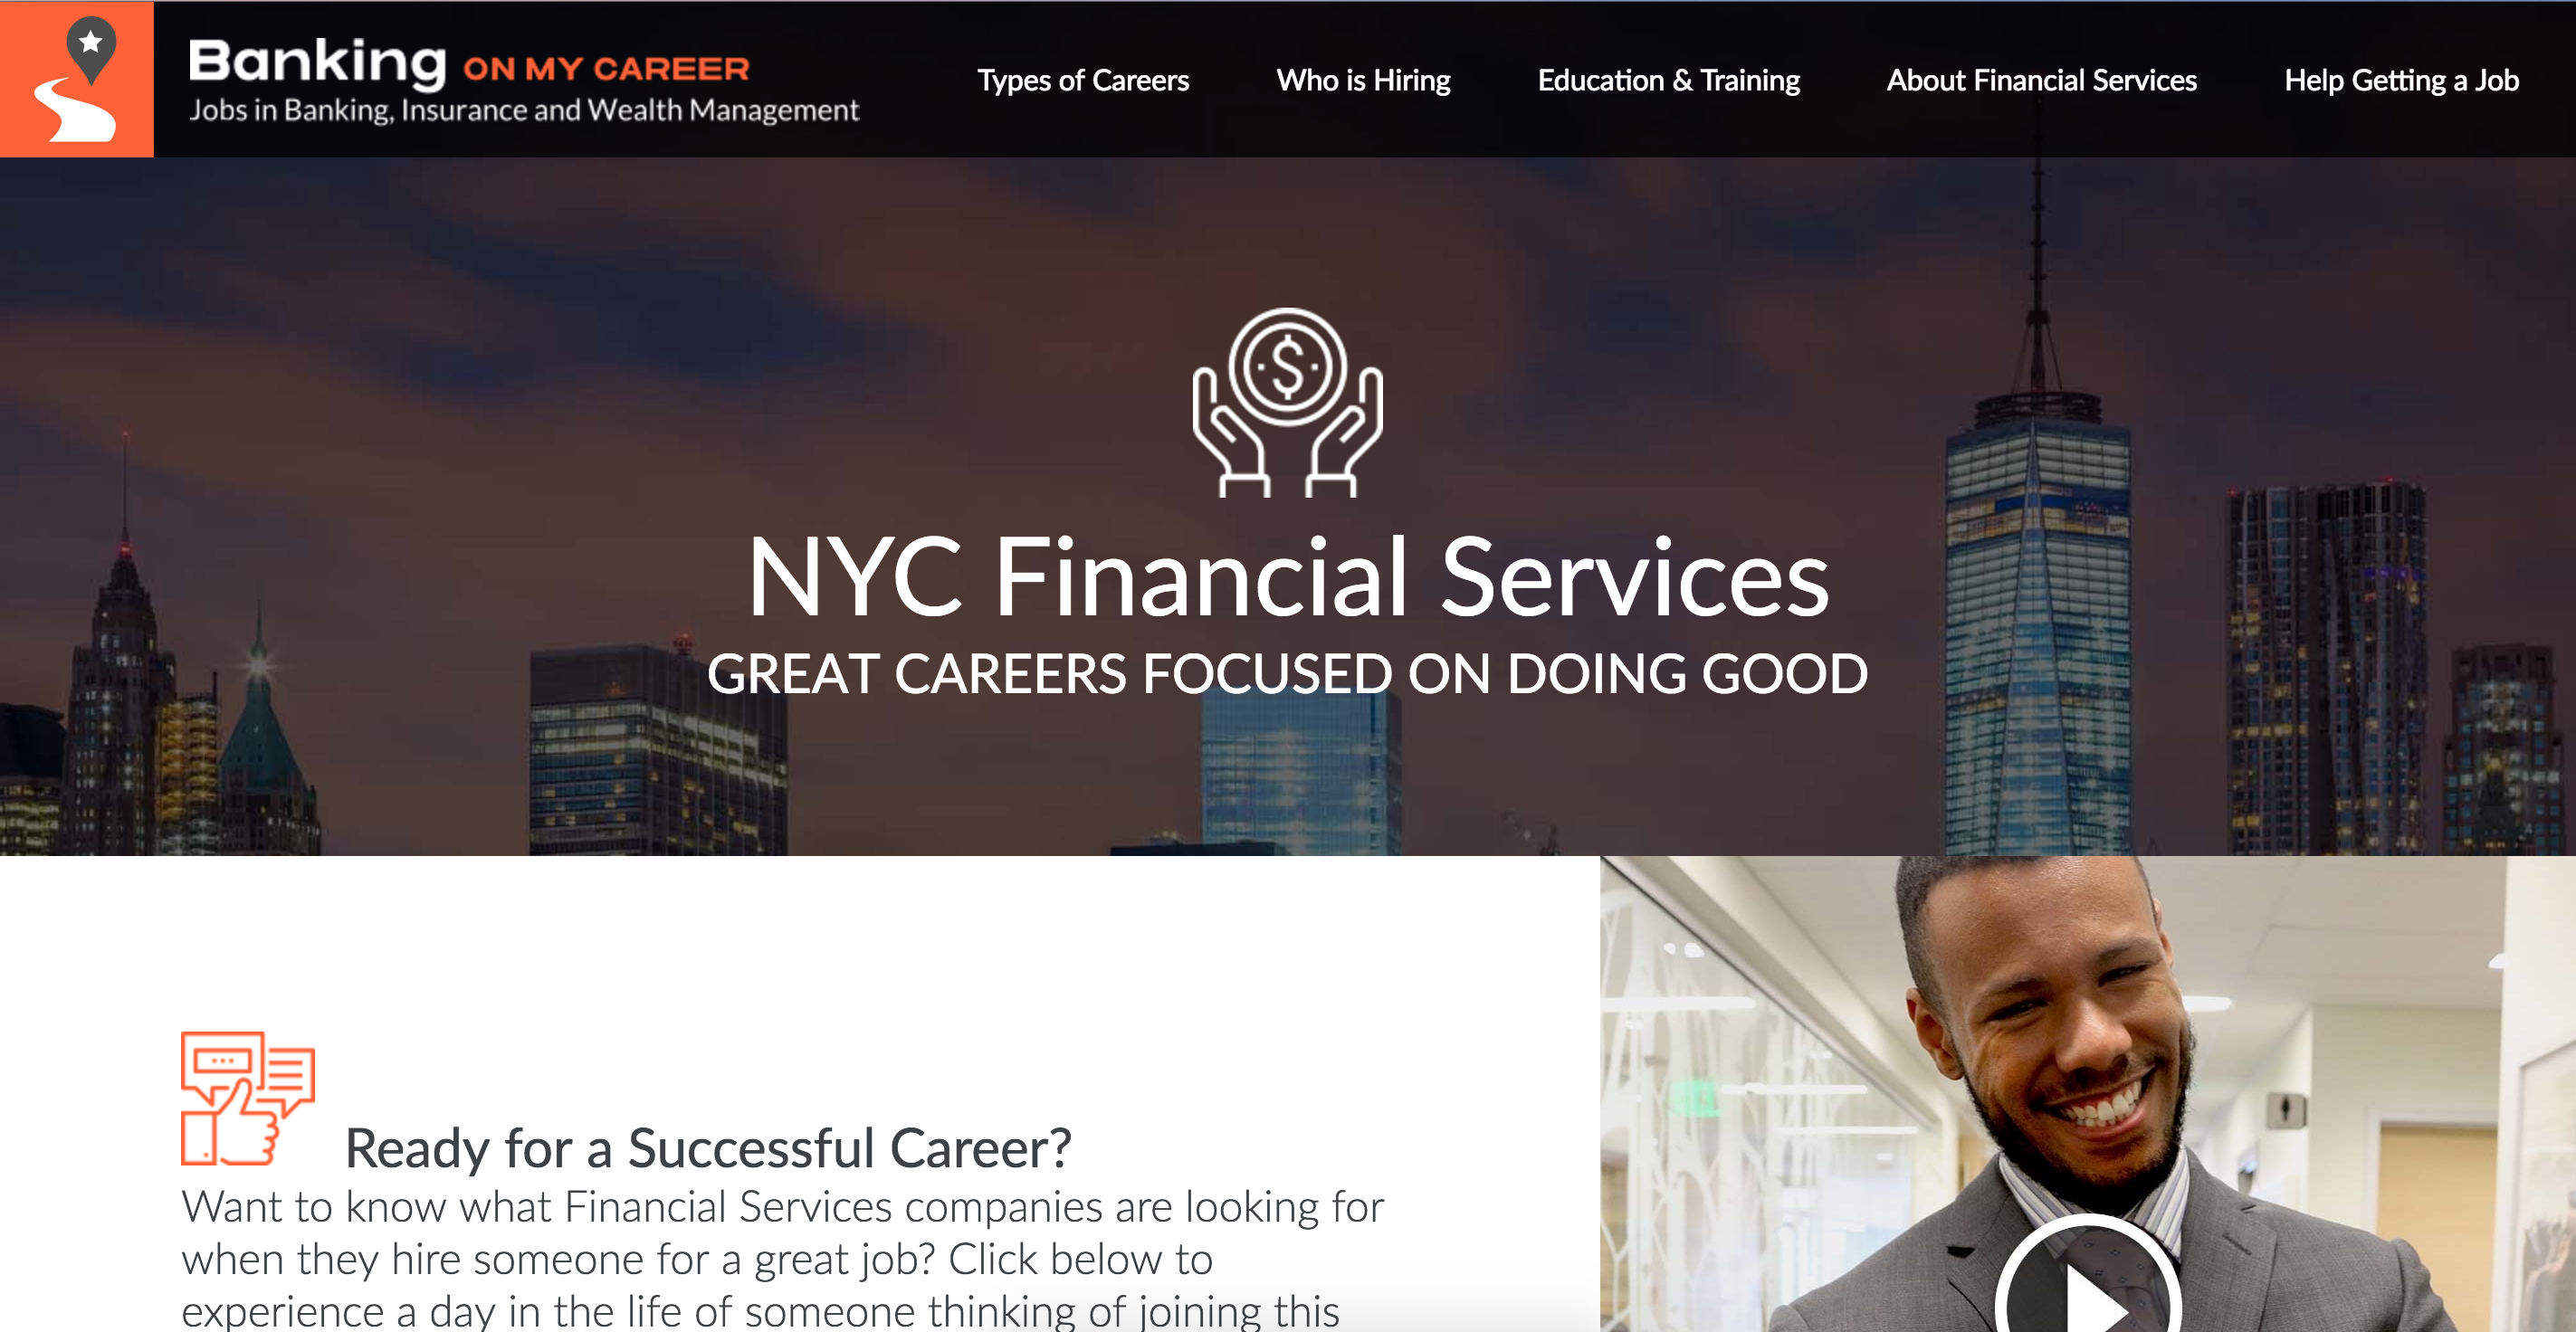 Banking ON MY CAREER
Jobs in Banking, Insurance and Wealth Management
Types of Careers
Who is Hiring
Education & Training
About Financial Services
Help Getting a Job
$
NYC Financial Services
GREAT CAREERS FOCUSED ON DOING GOOD
Ready for a Successful Career?
Want to know what Financial Services companies are looking for
when they hire someone for a great job? Click below to
experience a day in the life of someone thinking of joining this